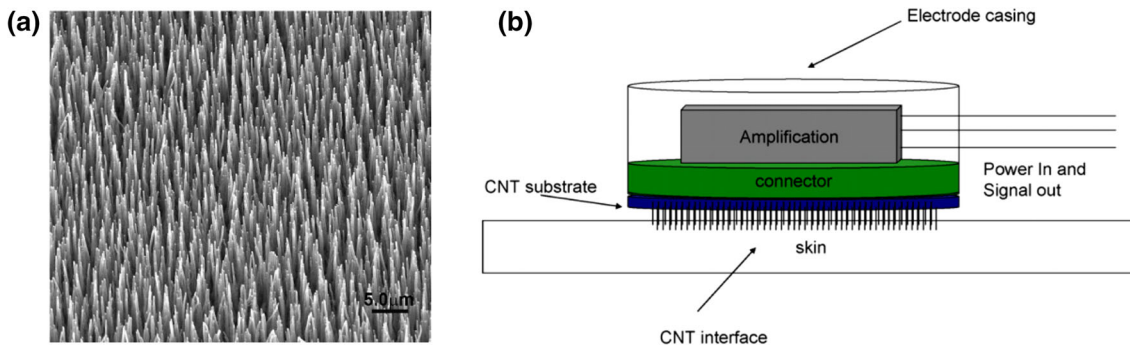 (a)
5.0μm
(b)
Electrode casing
Amplification
connector
Power In and
Signal out
CNT substrate
skin
CNT interface